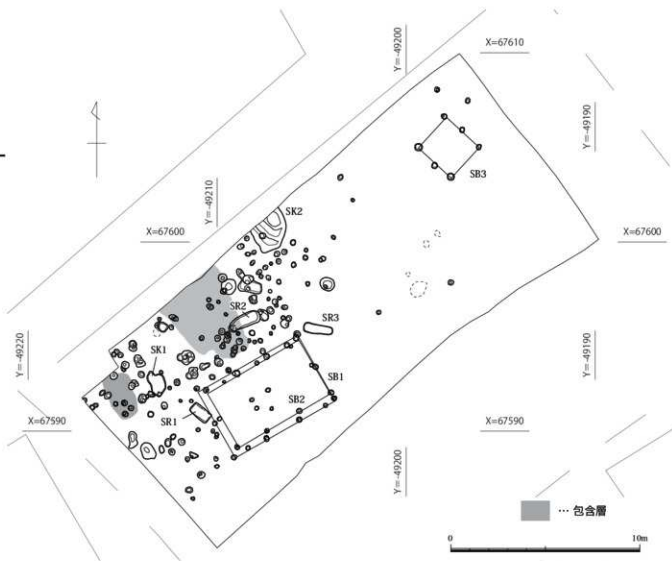 Y=-49200
X=67610
Y=-49190
SB3
Y=-49210
SK2
X=67600
X=67600
SR2
SR3
Y=-49220
SK1
Y=-49190
SB1
SB2
SR1
X=67590
X=67590
Y=-49200
… 包含層
0
10m